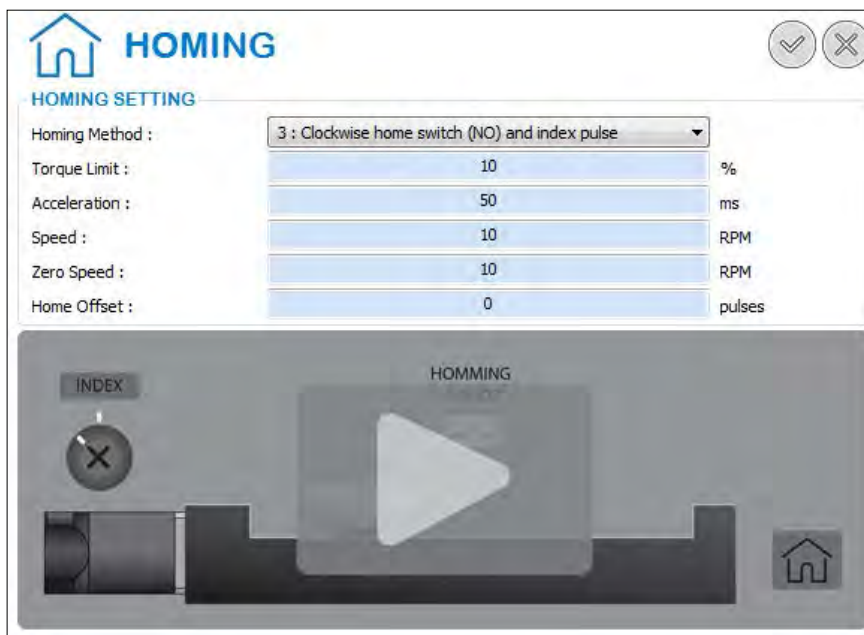 HOMING
HOMING SETTING
Homing Method : 3 : Clockwise home switch (NO) and index pulse
Torque Limit : 10 %
Acceleration : 50 ms
Speed : 10 RPM
Zero Speed : 10 RPM
Home Offset : 0 pulses
HOMMING
INDEX